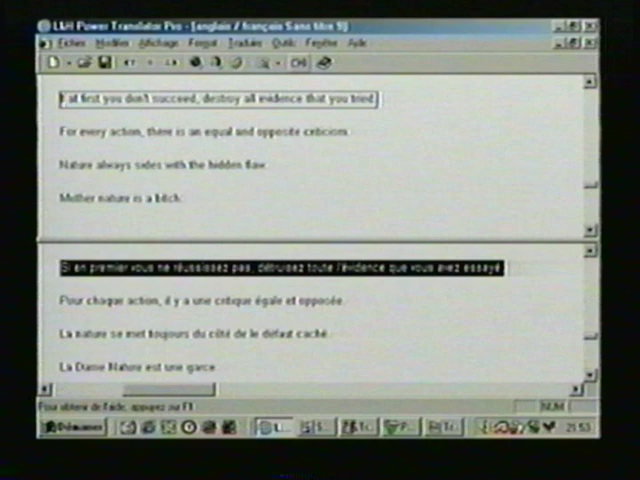 L&H Power Translator Pro - [anglais / français Sans titre 9]
Fichier Modifier Affichage Format Traduire Outils Fenêtre Aide
If at first you don't succeed, destroy all evidence that you tried.
For every action, there is an equal and opposite criticism.
Nature always sides with the hidden flaw.
Mother nature is a bitch.
Si en premier vous ne réussissez pas, détruisez toute l'évidence que vous avez essayé.
Pour chaque action, il y a une critique égale et opposée.
La nature se met toujours du côté de le défaut caché.
La Dame Nature est une garce.
Pour obtenir de l'aide, appuyez sur F1 NUM
Démarrer 21:53